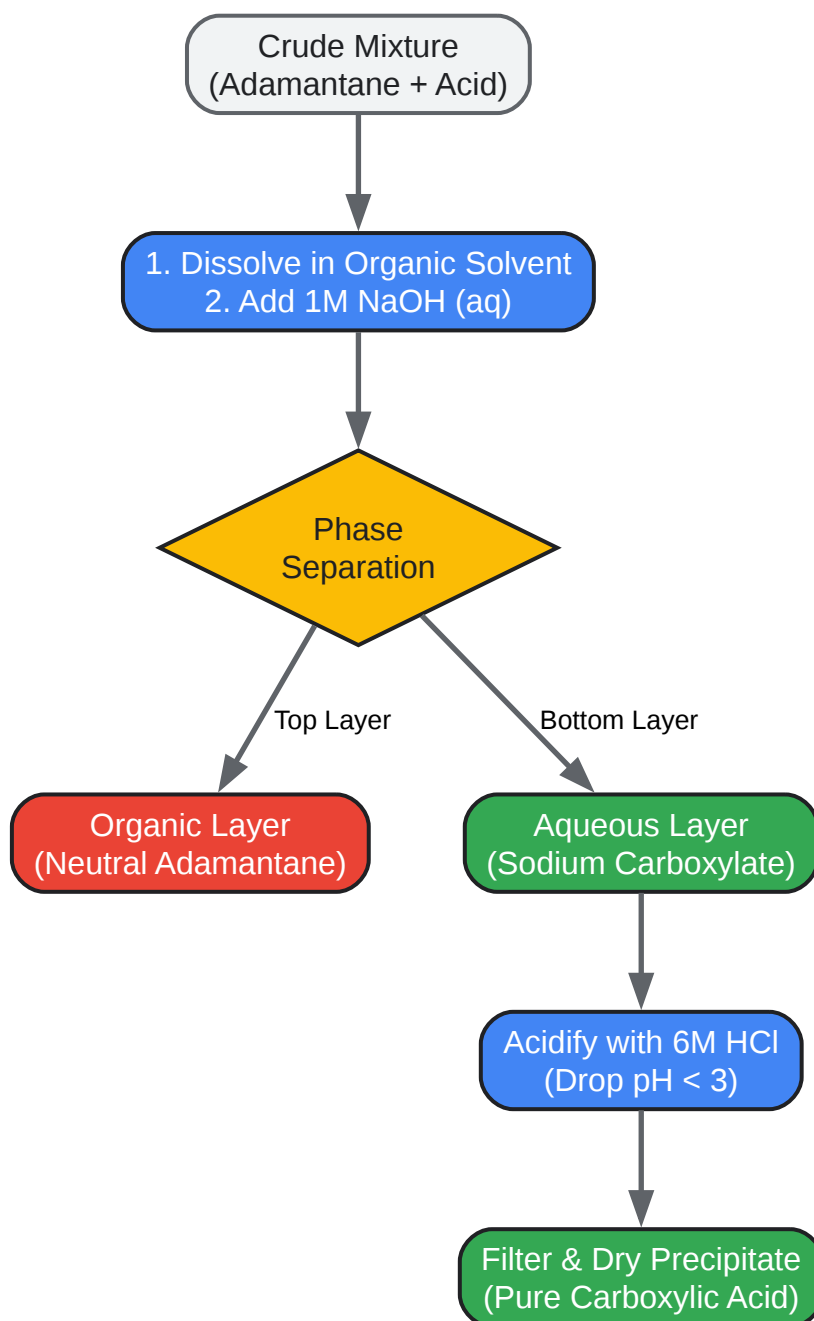 Crude Mixture
(Adamantane + Acid)
1. Dissolve in Organic Solvent
2. Add 1M NaOH (aq)
Phase
Separation
Top Layer
Bottom Layer
Organic Layer
(Neutral Adamantane)
Aqueous Layer
(Sodium Carboxylate)
Acidify with 6M HCl
(Drop pH < 3)
Filter & Dry Precipitate
(Pure Carboxylic Acid)